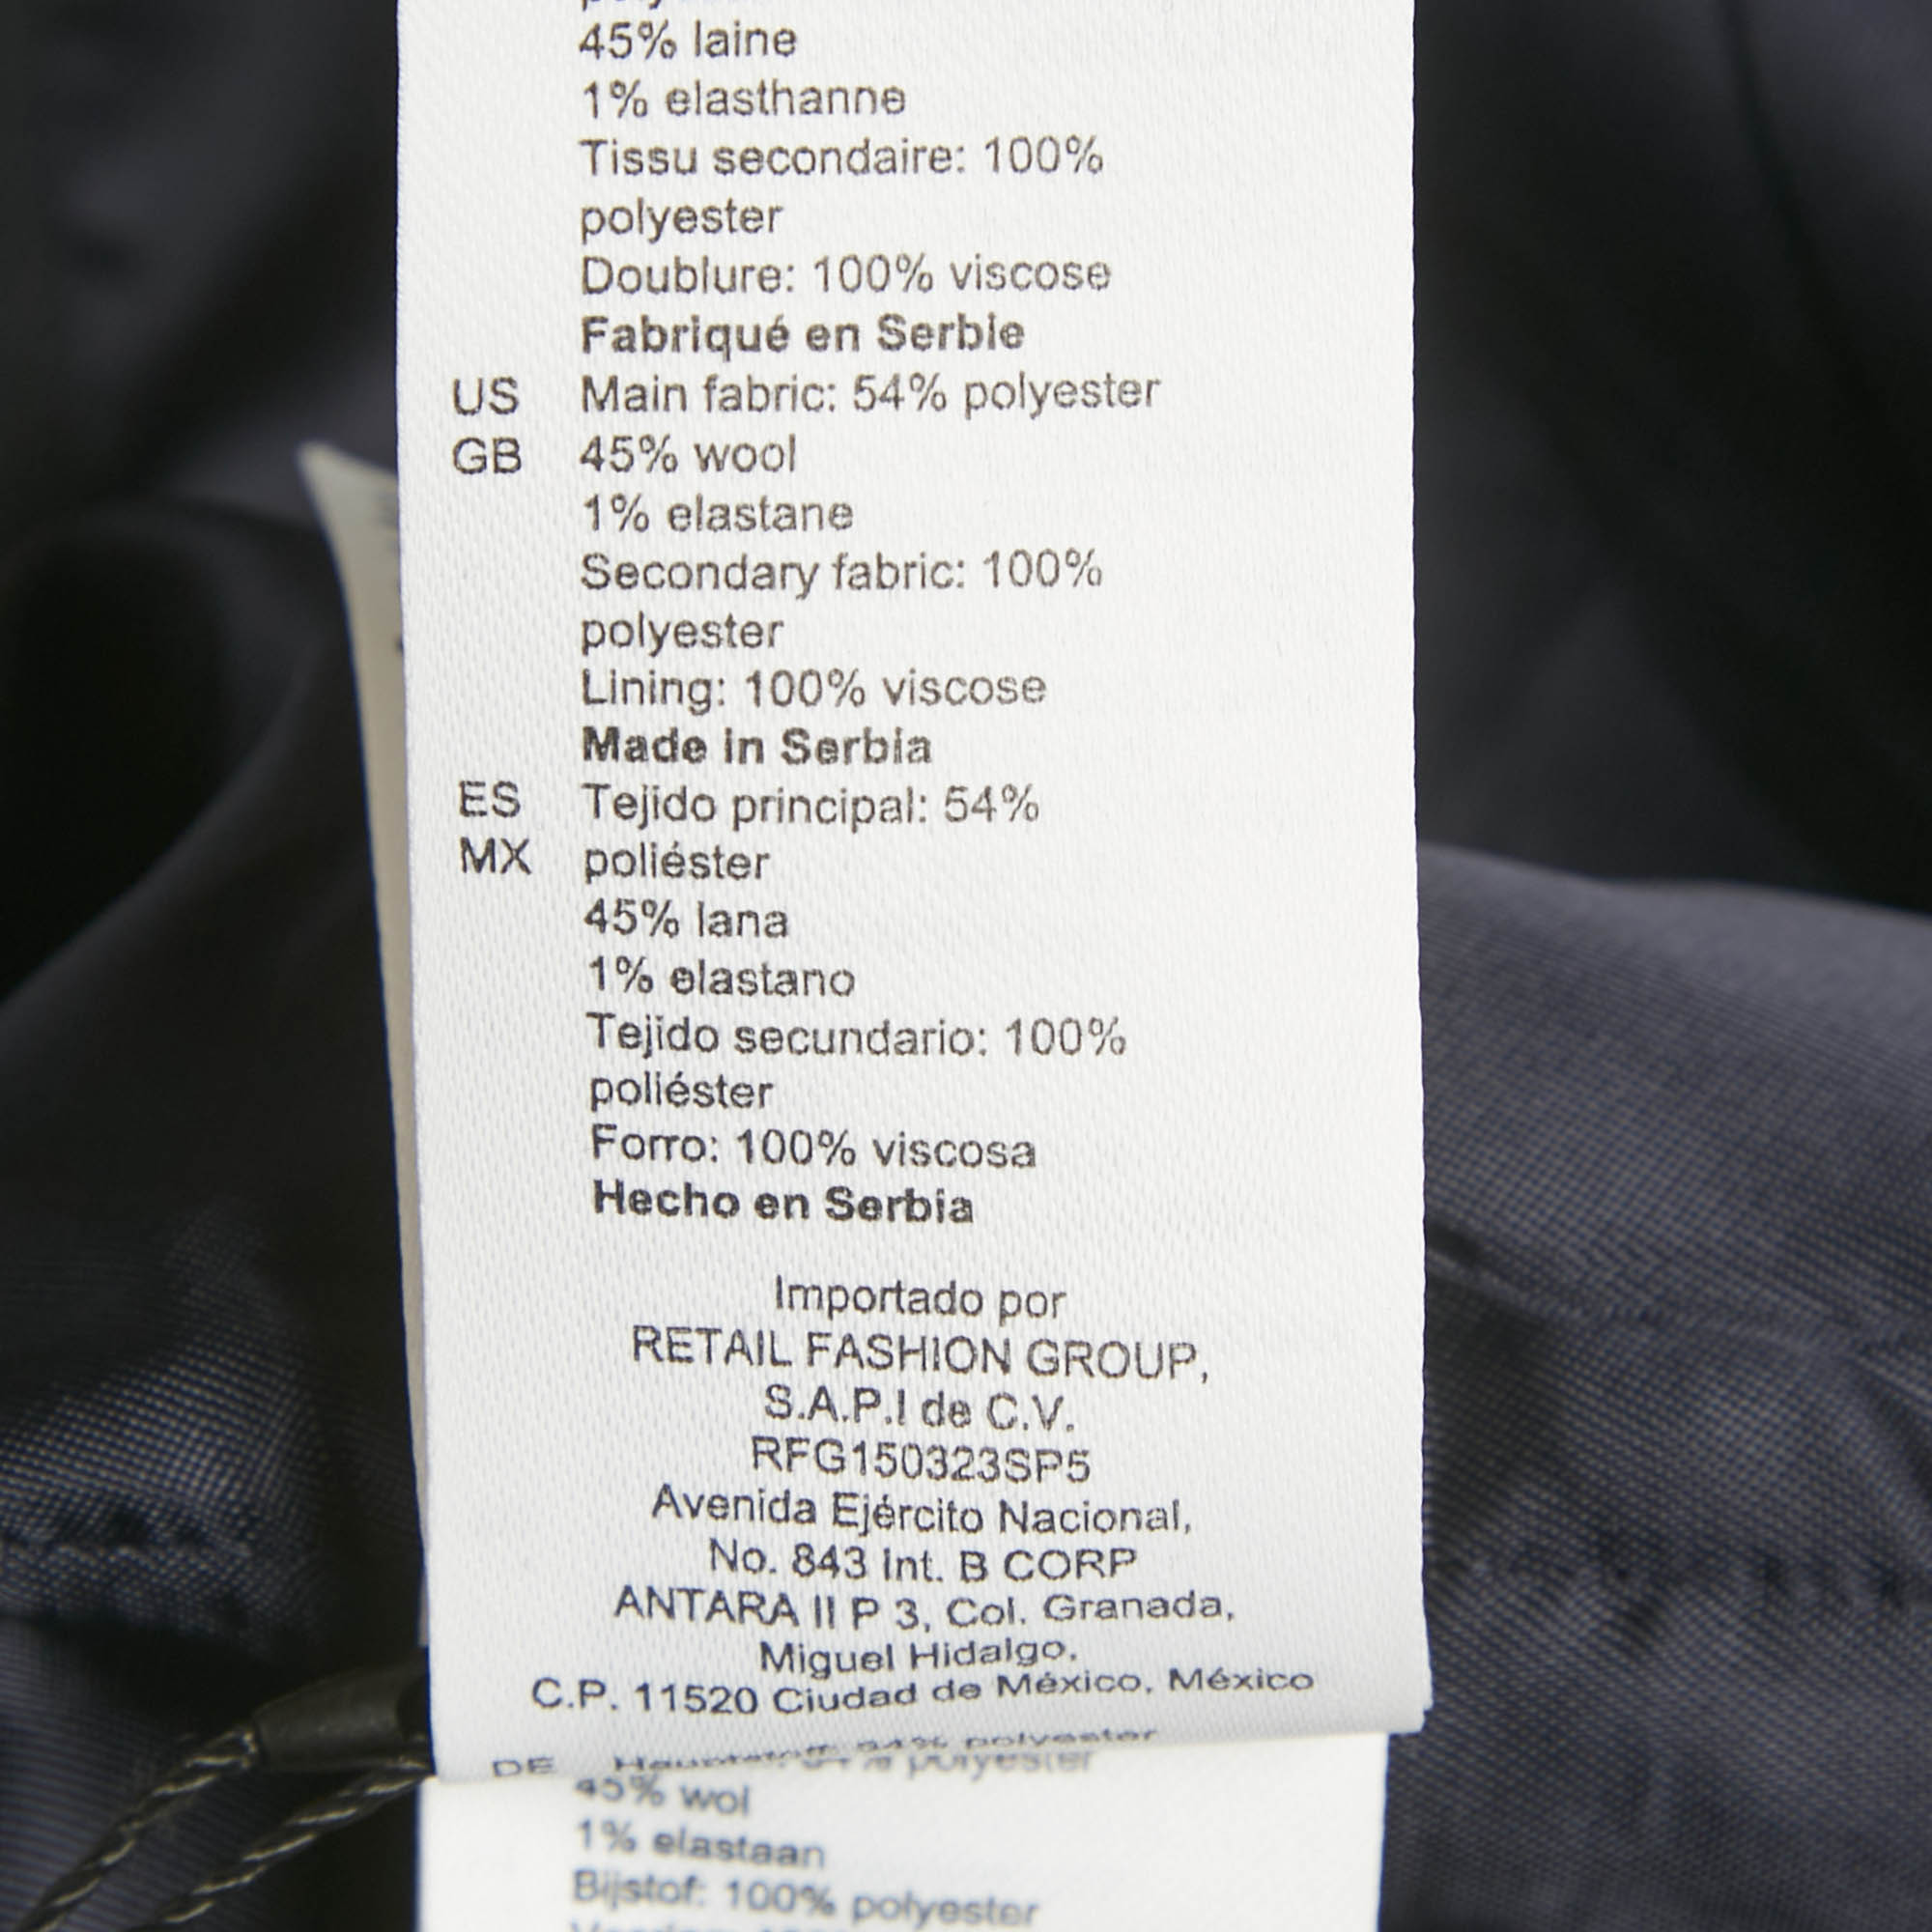 45% laine
1% elasthanne
Tissu secondaire: 100%
polyester
Doublure: 100% viscose
Fabriqué en Serbie
US Main fabric: 54% polyester
GB 45% wool
1% elastane
Secondary fabric: 100%
polyester
Lining: 100% viscose
Made in Serbia
ES Tejido principal: 54%
MX poliéster
45% lana
1% elastano
Tejido secundario: 100%
poliéster
Forro: 100% viscosa
Hecho en Serbia
Importado por
RETAIL FASHION GROUP,
S.A.P.I de C.V.
RFG150323SP5
Avenida Ejército Nacional,
No. 843 Int. B CORP
ANTARA II P 3, Col. Granada,
Miguel Hidalgo.
C.P. 11520 Ciudad de México, México
DE polyester
45% wol
1% elastaan
Bijstof: 100% polyester